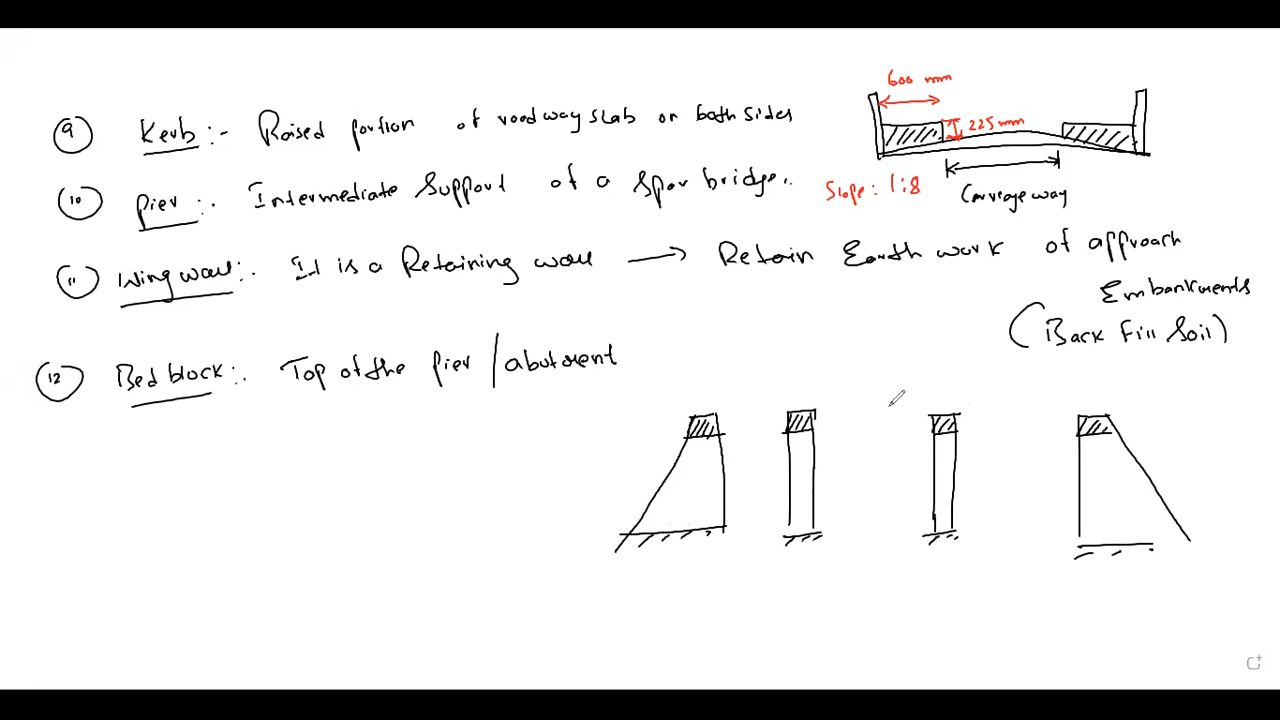 600 mm
9 Kerb :- Raised portion of roadway slab on both sides
225 mm
10 Pier :- Intermediate Support of a Span bridge..
Slope: 1:8
Carriage way
11 Wing wall :- It is a Retaining wall → Retain Earth work of approach
Embankments
(Back Fill Soil)
12 Bed block :- Top of the pier / abutment